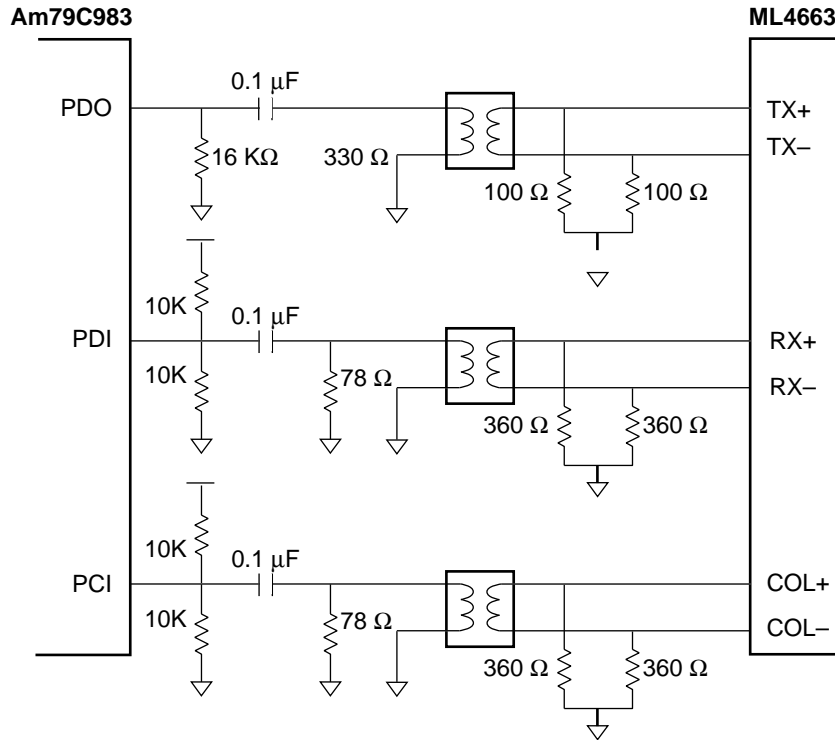 Am79C983 ML4663
0.1 µF
PDO TX+
16 KΩ 330 Ω TX–
100 Ω 100 Ω
10K
0.1 µF
PDI RX+
10K 78 Ω RX–
360 Ω 360 Ω
10K
0.1 µF
PCI COL+
10K 78 Ω COL–
360 Ω 360 Ω